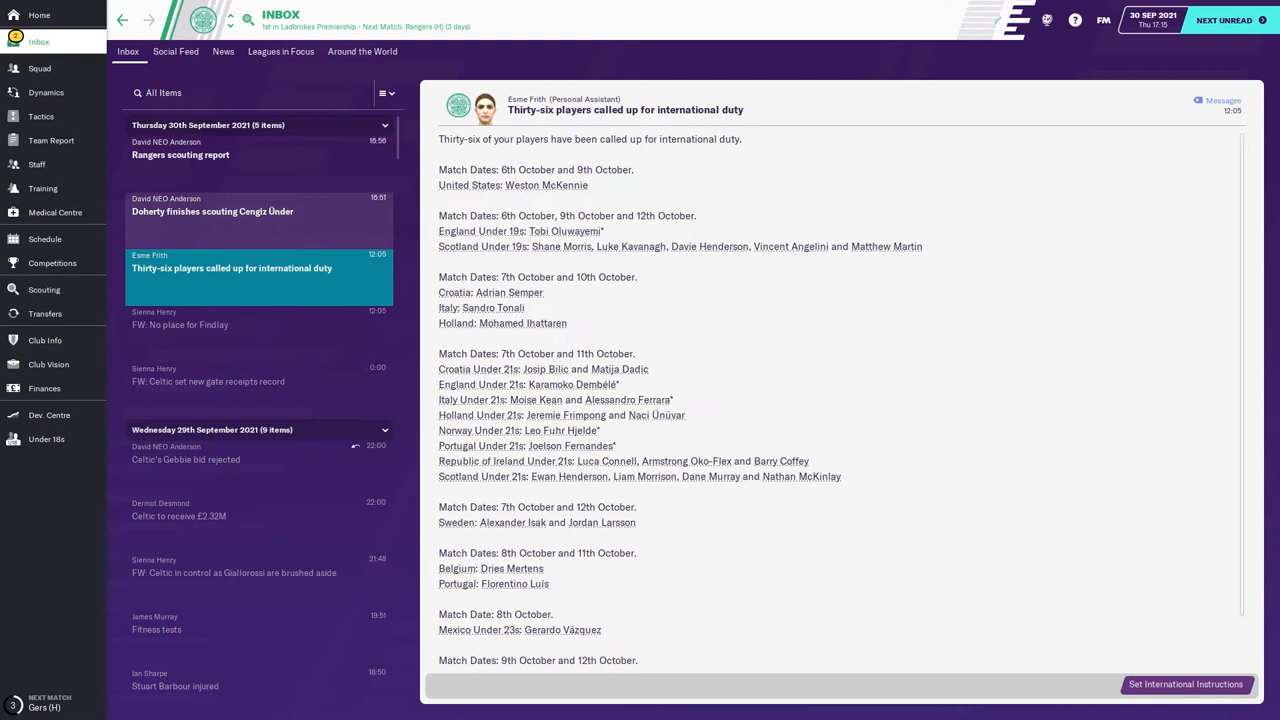 Home
2
Inbox
Squad
Dynamics
Tactics
Team Report
Staff
Training
Medical Centre
Schedule
Competitions
Scouting
Transfers
Club Info
Club Vision
Finances
Dev. Centre
Under 18s
3
NEXT MATCH
Gers (H)
INBOX
1st in Ladbrokes Premiership - Next Match: Rangers (H) (3 days)
?
FM
30 SEP 2021
Thu 17:15
NEXT UNREAD
Inbox
Social Feed
News
Leagues in Focus
Around the World
All Items
Thursday 30th September 2021 (5 items)
David NEO Anderson 16:56
Rangers scouting report
David NEO Anderson 16:51
Doherty finishes scouting Cengiz Ünder
Esme Frith 12:05
Thirty-six players called up for international duty
Sienna Henry 12:05
FW: No place for Findlay
Sienna Henry 0:00
FW: Celtic set new gate receipts record
Wednesday 29th September 2021 (9 items)
David NEO Anderson 22:00
Celtic's Gebbie bid rejected
Dermot Desmond 22:00
Celtic to receive £2.32M
Sienna Henry 21:48
FW: Celtic in control as Giallorossi are brushed aside
James Murray 19:51
Fitness tests
Ian Sharpe 18:50
Stuart Barbour injured
Esme Frith (Personal Assistant)
Thirty-six players called up for international duty
Messages
12:05
Thirty-six of your players have been called up for international duty.
Match Dates: 6th October and 9th October.
United States: Weston McKennie
Match Dates: 6th October, 9th October and 12th October.
England Under 19s: Tobi Oluwayemi*
Scotland Under 19s: Shane Morris, Luke Kavanagh, Davie Henderson, Vincent Angelini and Matthew Martin
Match Dates: 7th October and 10th October.
Croatia: Adrian Semper
Italy: Sandro Tonali
Holland: Mohamed Ihattaren
Match Dates: 7th October and 11th October.
Croatia Under 21s: Josip Bilic and Matija Dadic
England Under 21s: Karamoko Dembélé*
Italy Under 21s: Moise Kean and Alessandro Ferrara*
Holland Under 21s: Jeremie Frimpong and Naci Ünüvar
Norway Under 21s: Leo Fuhr Hjelde*
Portugal Under 21s: Joelson Fernandes*
Republic of Ireland Under 21s: Luca Connell, Armstrong Oko-Flex and Barry Coffey
Scotland Under 21s: Ewan Henderson, Liam Morrison, Dane Murray and Nathan McKinlay
Match Dates: 7th October and 12th October.
Sweden: Alexander Isak and Jordan Larsson
Match Dates: 8th October and 11th October.
Belgium: Dries Mertens
Portugal: Florentino Luís
Match Date: 8th October.
Mexico Under 23s: Gerardo Vázquez
Match Dates: 9th October and 12th October.
Set International Instructions